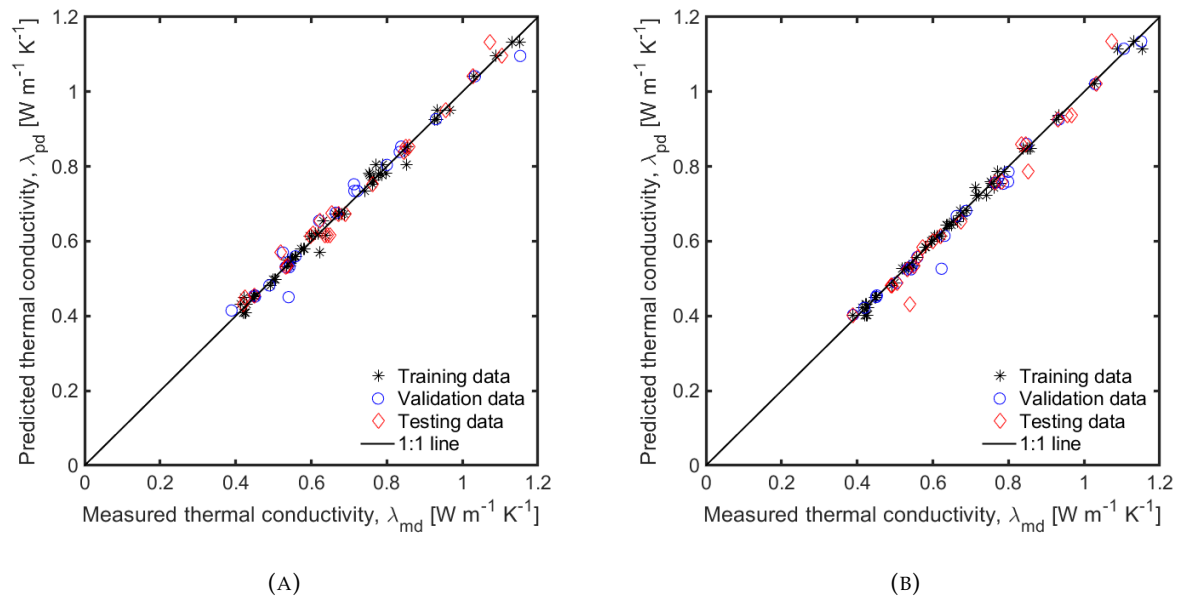 Predicted thermal conductivity, λpd [W m-1 K-1]
1.2
1
0.8
0.6
0.4
0.2
0
Training data
Validation data
Testing data
1:1 line
0 0.2 0.4 0.6 0.8 1 1.2
Measured thermal conductivity, λmd [W m-1 K-1]
(A)
Predicted thermal conductivity, λpd [W m-1 K-1]
1.2
1
0.8
0.6
0.4
0.2
0
Training data
Validation data
Testing data
1:1 line
0 0.2 0.4 0.6 0.8 1 1.2
Measured thermal conductivity, λmd [W m-1 K-1]
(B)